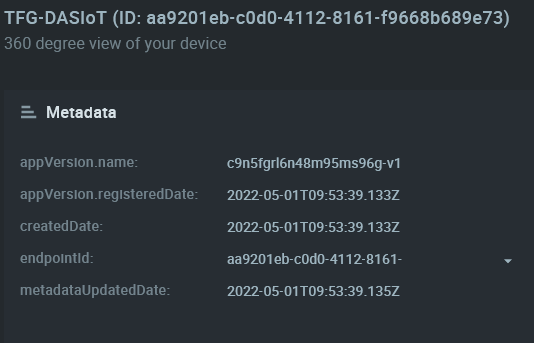 TFG-DASIoT (ID: aa9201eb-c0d0-4112-8161-f9668b689e73)
360 degree view of your device
Metadata
appVersion.name: c9n5fgrl6n48m95ms96g-v1
appVersion.registeredDate: 2022-05-01T09:53:39.133Z
createdDate: 2022-05-01T09:53:39.133Z
endpointId: aa9201eb-c0d0-4112-8161-
metadataUpdatedDate: 2022-05-01T09:53:39.135Z